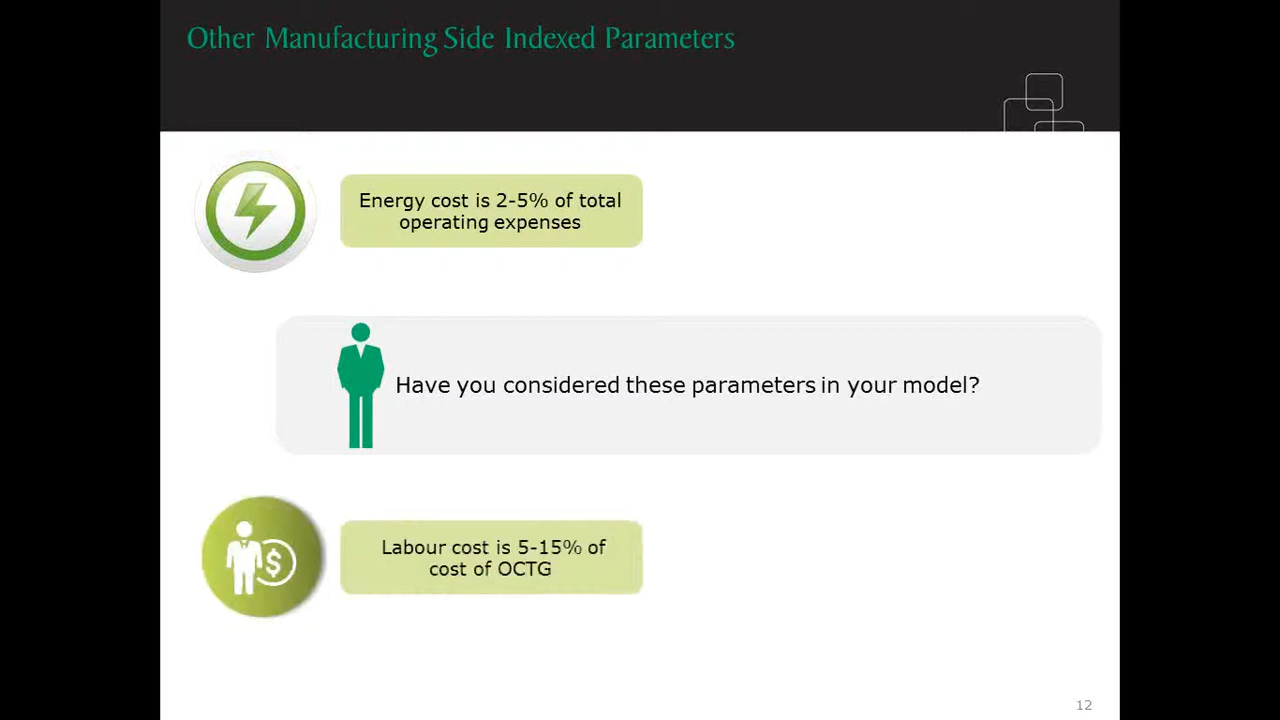 Other Manufacturing Side Indexed Parameters
Energy cost is 2-5% of total
operating expenses
Have you considered these parameters in your model?
$
Labour cost is 5-15% of
cost of OCTG
12